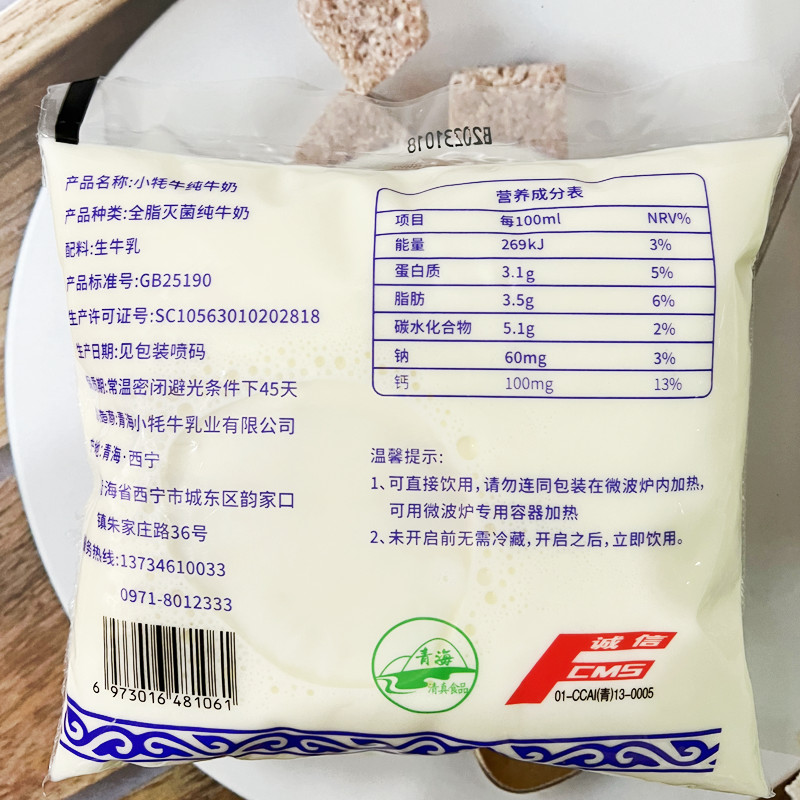 B20231018
产品名称:小牦牛纯牛奶
产品种类:全脂灭菌纯牛奶
配料:生牛乳
产品标准号:GB25190
生产许可证号:SC10563010202818
生产日期:见包装喷码
期:常温密闭避光条件下45天
商:青海小牦牛乳业有限公司
地:青海·西宁
海省西宁市城东区韵家口
镇朱家庄路36号
务热线:13734610033
0971-8012333
6 973016 481061
营养成分表
项目 每100ml NRV%
能量 269kJ 3%
蛋白质 3.1g 5%
脂肪 3.5g 6%
碳水化合物 5.1g 2%
钠 60mg 3%
钙 100mg 13%
温馨提示:
1、可直接饮用,请勿连同包装在微波炉内加热,
可用微波炉专用容器加热
2、未开启前无需冷藏,开启之后,立即饮用。
青海
清真食品
诚信
CMS
01-CCAI(青)13-0005